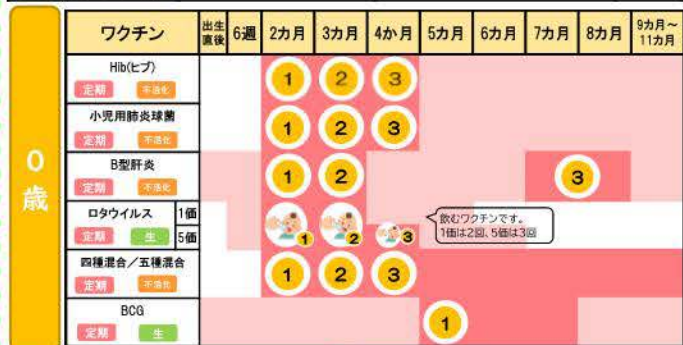 0歳
ワクチン 出生直後 6週 2カ月 3カ月 4か月 5カ月 6カ月 7カ月 8カ月 9カ月～11カ月
Hib(ヒブ)
定期 不活化
1 2 3
小児用肺炎球菌
定期 不活化
1 2 3
B型肝炎
定期 不活化
1 2 3
ロタウイルス 1価
定期 生 5価
1 2 3
飲むワクチンです。
1価は2回、5価は3回
四種混合／五種混合
定期 不活化
1 2 3
BCG
定期 生
1